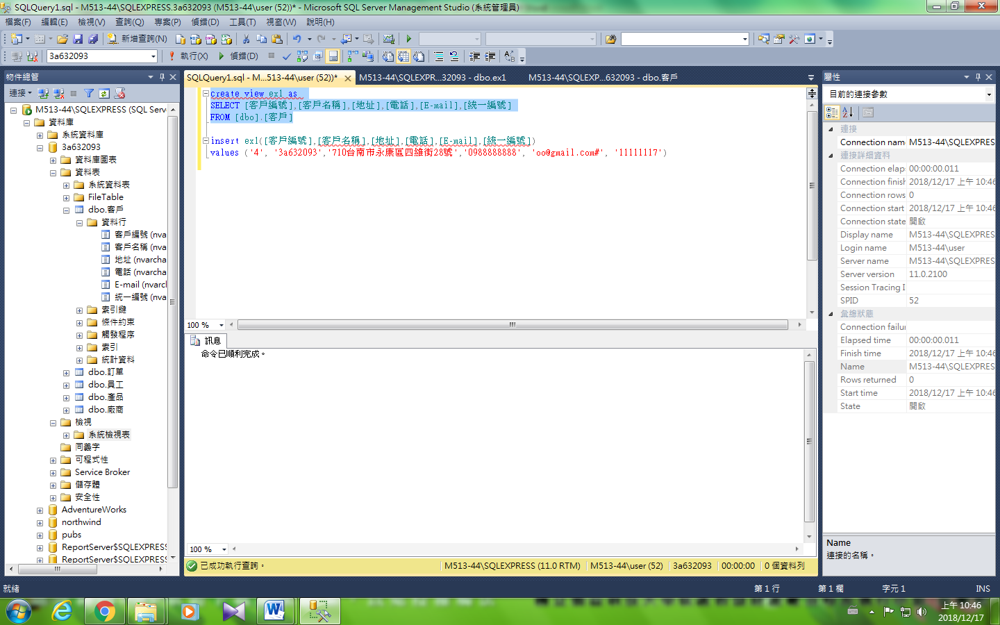 SQLQuery1.sql - M513-44\SQLEXPRESS.3a632093 (M513-44\user (52))* - Microsoft SQL Server Management Studio (系統管理員)
檔案(F) 編輯(E) 檢視(V) 查詢(Q) 專案(P) 偵錯(D) 工具(T) 視窗(W) 說明(H)
新增查詢(N)
3a632093 執行(X) 偵錯(D)
物件總管
連接
M513-44\SQLEXPRESS (SQL Serv
資料庫
系統資料庫
3a632093
資料庫圖表
資料表
系統資料表
FileTable
dbo.客戶
資料行
客戶編號 (nva
客戶名稱 (nva
地址 (nvarcha
電話 (nvarcha
E-mail (nvarcl
統一編號 (nva
索引鍵
條件約束
觸發程序
索引
統計資料
dbo.訂單
dbo.員工
dbo.產品
dbo.廠商
檢視
系統檢視表
同義字
可程式性
Service Broker
儲存體
安全性
AdventureWorks
northwind
pubs
ReportServer$SQLEXPRESS
ReportServer$SQLEXPRESS
SQLQuery1.sql - M...513-44\user (52))* M513-44\SQLEXPR...32093 - dbo.ex1 M513-44\SQLEXP...632093 - dbo.客戶
create view ex1 as
SELECT [客戶編號],[客戶名稱],[地址],[電話],[E-mail],[統一編號]
FROM [dbo].[客戶]
insert ex1([客戶編號],[客戶名稱],[地址],[電話],[E-mail],[統一編號])
values ('4', '3a632093','710台南市永康區四維街28號','0988888888', 'oo@gmail.com#', '11111117')
100 %
訊息
命令已順利完成。
100 %
已成功執行查詢。 M513-44\SQLEXPRESS (11.0 RTM) M513-44\user (52) 3a632093 00:00:00 0 個資料列
屬性
目前的連接參數
連接
Connection nam M513-44\SQLEXPRES
連接詳細資料
Connection elap 00:00:00.011
Connection finish 2018/12/17 上午 10:46
Connection rows 0
Connection start 2018/12/17 上午 10:46
Connection state 開啟
Display name M513-44\SQLEXPRES
Login name M513-44\user
Server name M513-44\SQLEXPRES
Server version 11.0.2100
Session Tracing I
SPID 52
彙總狀態
Connection failur
Elapsed time 00:00:00.011
Finish time 2018/12/17 上午 10:46
Name M513-44\SQLEXPRES
Rows returned 0
Start time 2018/12/17 上午 10:46
State 開啟
Name
連接的名稱。
就緒 第 1 行 第 1 欄 字元 1 INS
上午 10:46
2018/12/17